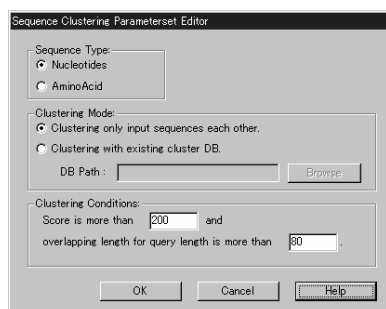 Sequence Clustering Parameterset Editor
Sequence Type:
Nucleotides
AminoAcid
Clustering Mode:
Clustering only input sequences each other.
Clustering with existing cluster DB.
DB Path :
Browse
Clustering Conditions:
Score is more than 200 and
overlapping length for query length is more than 80 .
OK Cancel Help